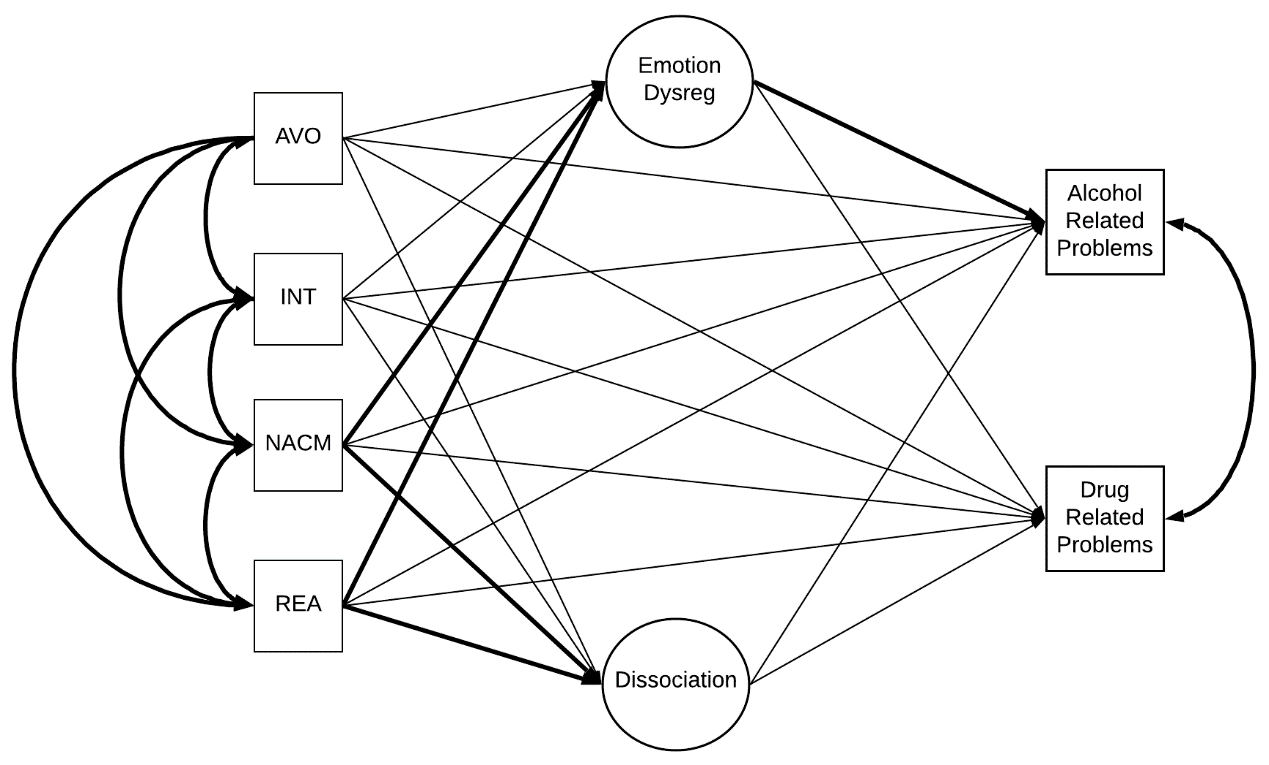 Emotion
Dysreg
AVO
Alcohol
Related
Problems
INT
NACM
Drug
Related
Problems
REA
Dissociation